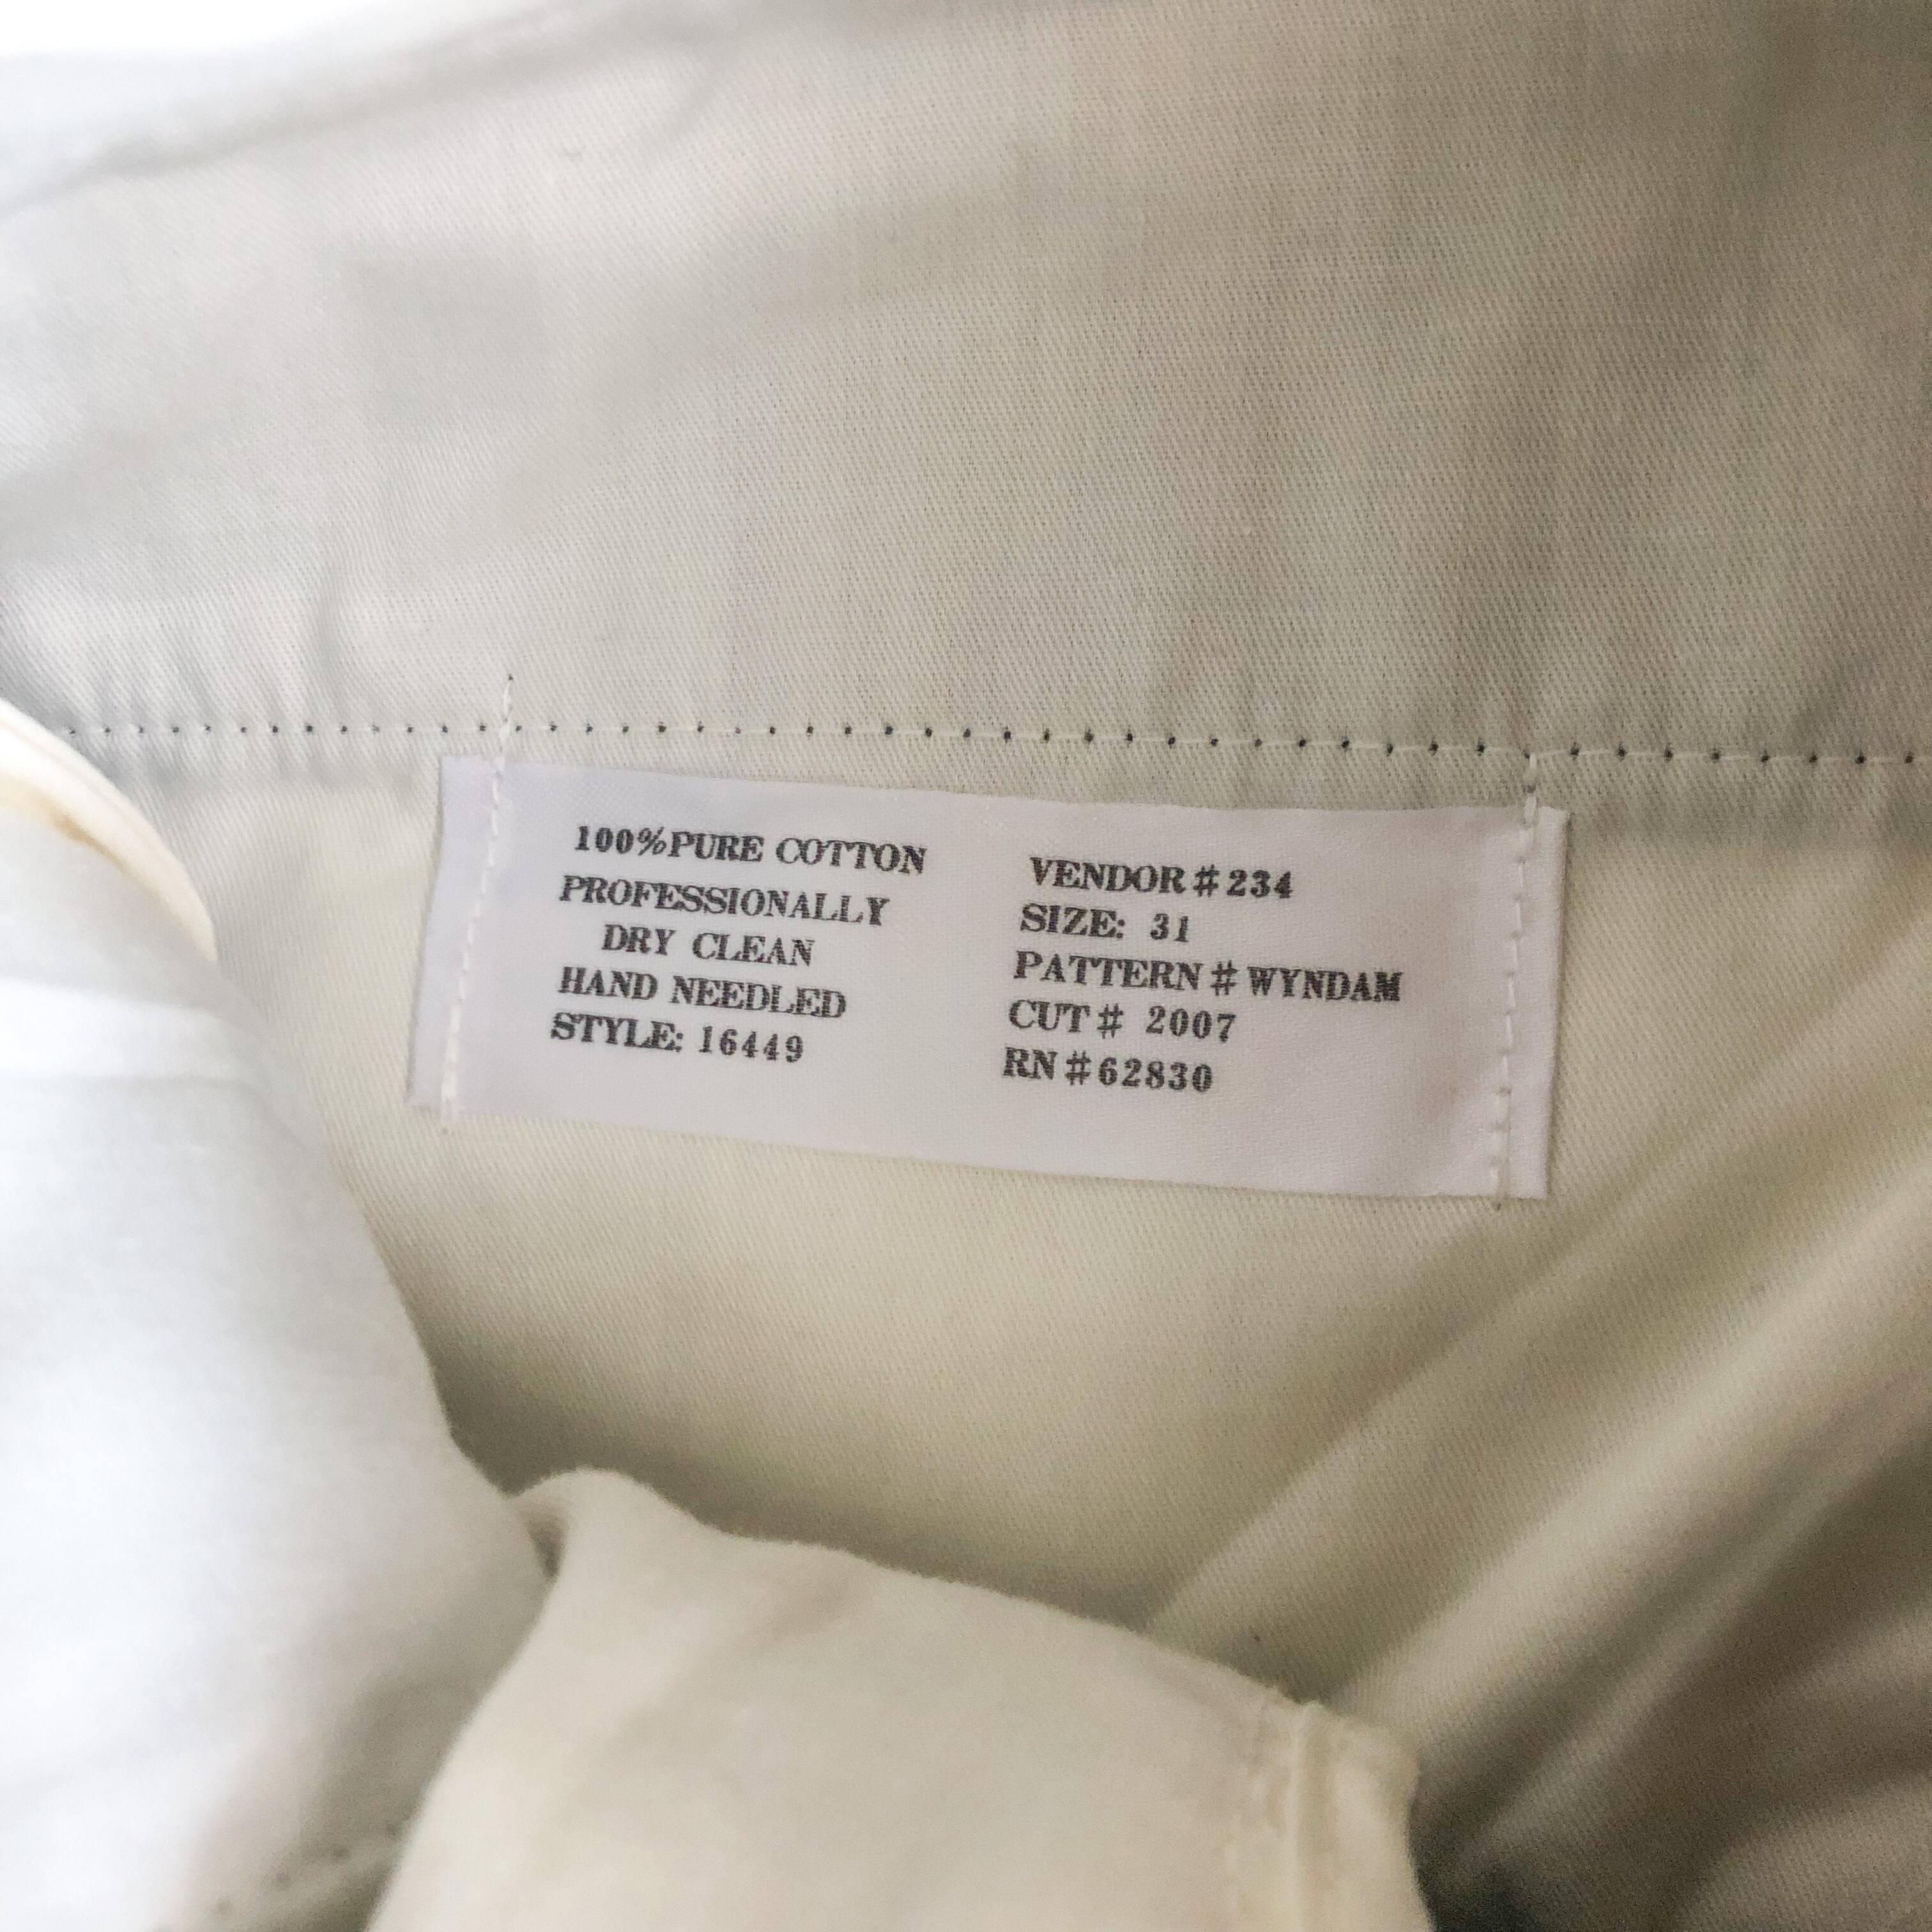 100%PURE COTTON
PROFESSIONALLY
DRY CLEAN
HAND NEEDLED
STYLE: 16449
VENDOR#234
SIZE: 31
PATTERN#WYNDAM
CUT# 2007
RN#62830